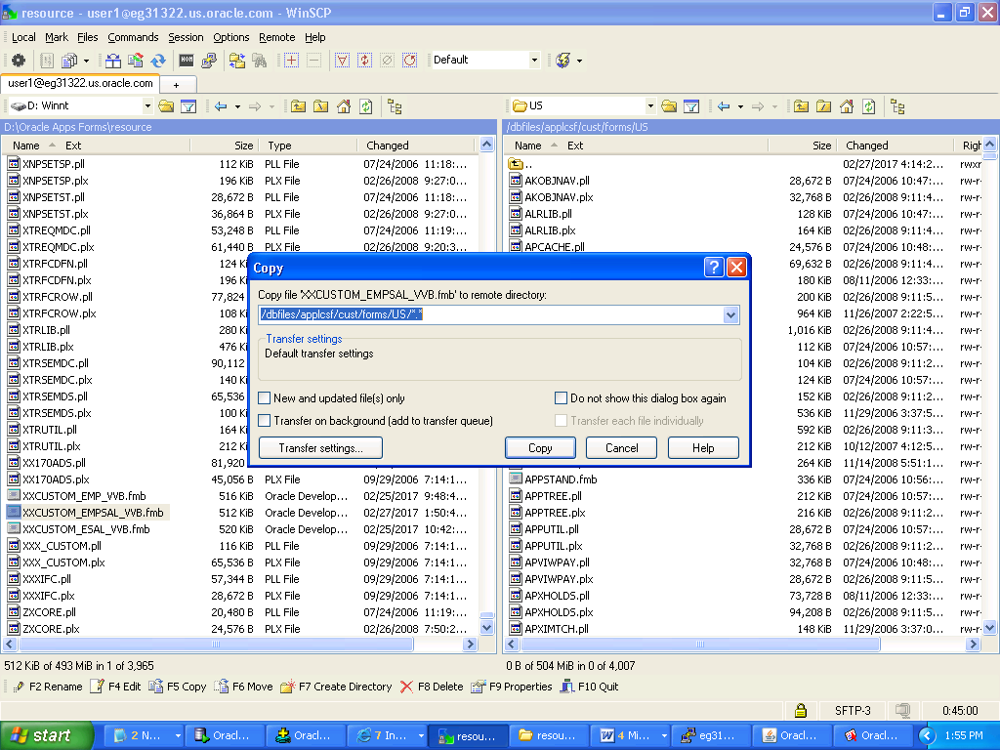 resource - user1@eg31322.us.oracle.com - WinSCP
Local Mark Files Commands Session Options Remote Help
Default
user1@eg31322.us.oracle.com +
D: Winnt
US
D:\Oracle Apps Forms\resource
/dbfiles/applcsf/cust/forms/US
Name Ext Size Type Changed
Name Ext Size Changed Righ
XNPSETSP.pll 112 KiB PLL File 07/24/2006 11:18:...
XNPSETSP.plx 196 KiB PLX File 02/26/2008 9:27:0...
XNPSETST.pll 28,672 B PLL File 07/24/2006 11:18:...
XNPSETST.plx 36,864 B PLX File 02/26/2008 9:27:0...
XTREQMDC.pll 53,248 B PLL File 07/24/2006 11:19:...
XTREQMDC.plx 61,440 B PLX File 02/26/2008 9:20:3...
XTRFCDFN.pll 124 K
XTRFCDFN.plx 196 K
XTRFCROW.pll 77,824
XTRFCROW.plx 108 K
XTRLIB.pll 280 K
XTRLIB.plx 476 K
XTRSEMDC.pll 90,112
XTRSEMDC.plx 140 K
XTRSEMDS.pll 65,536
XTRSEMDS.plx 100 K
XTRUTIL.pll 164 K
XTRUTIL.plx 212 K
XX170ADS.pll 81,920
XX170ADS.plx 45,056 B PLX File 09/29/2006 7:14:1...
XXCUSTOM_EMP_VVB.fmb 516 KiB Oracle Develop... 02/25/2017 9:48:4...
XXCUSTOM_EMPSAL_VVB.fmb 512 KiB Oracle Develop... 02/27/2017 1:50:4...
XXCUSTOM_ESAL_VVB.fmb 520 KiB Oracle Develop... 02/25/2017 10:42:...
XXX_CUSTOM.pll 116 KiB PLL File 09/29/2006 7:14:1...
XXX_CUSTOM.plx 65,536 B PLX File 09/29/2006 7:14:1...
XXXIFC.pll 57,344 B PLL File 09/29/2006 7:14:1...
XXXIFC.plx 28,672 B PLX File 09/29/2006 7:14:1...
ZXCORE.pll 20,480 B PLL File 07/24/2006 11:19:...
ZXCORE.plx 24,576 B PLX File 02/26/2008 7:50:2...
.. 02/27/2017 4:14:2... rwxr
AKOBJNAV.pll 28,672 B 07/24/2006 10:47:... rw-r-
AKOBJNAV.plx 32,768 B 02/26/2008 9:11:4... rw-r-
ALRLIB.pll 128 KiB 07/24/2006 10:47:... rw-r-
ALRLIB.plx 164 KiB 02/26/2008 9:11:4... rw-r-
APCACHE.pll 24,576 B 07/24/2006 10:48:... rw-r-
69,632 B 02/26/2008 9:11:4... rw-r-
180 KiB 08/11/2006 12:33:... rw-r-
200 KiB 02/26/2008 9:11:5... rw-r-
964 KiB 11/26/2007 2:22:5... rw-r-
1,016 KiB 02/26/2008 9:11:4... rw-r-
112 KiB 07/24/2006 10:57:... rw-r-
104 KiB 02/26/2008 9:11:2... rw-r-
124 KiB 07/24/2006 10:57:... rw-r-
152 KiB 02/26/2008 9:11:2... rw-r-
536 KiB 11/29/2006 3:37:5... rw-r-
592 KiB 02/26/2008 9:11:3... rw-r-
212 KiB 10/12/2007 4:12:5... rw-r-
264 KiB 11/14/2008 5:51:1... rw-r-
APPSTAND.fmb 336 KiB 07/24/2006 10:56:... rw-r-
APPTREE.pll 212 KiB 07/24/2006 10:57:... rw-r-
APPTREE.plx 216 KiB 02/26/2008 9:11:2... rw-r-
APPUTIL.pll 28,672 B 07/24/2006 10:57:... rw-r-
APPUTIL.plx 32,768 B 02/26/2008 9:11:2... rw-r-
APVIWPAY.pll 32,768 B 07/24/2006 10:48:... rw-r-
APVIWPAY.plx 28,672 B 02/26/2008 9:11:5... rw-r-
APXHOLDS.pll 73,728 B 08/11/2006 12:33:... rw-r-
APXHOLDS.plx 94,208 B 02/26/2008 9:11:5... rw-r-
APXIMTCH.pll 148 KiB 11/29/2006 3:37:0... rw-r-
Copy
Copy file 'XXCUSTOM_EMPSAL_VVB.fmb' to remote directory:
/dbfiles/applcsf/cust/forms/US/*.*
Transfer settings
Default transfer settings
New and updated file(s) only
Do not show this dialog box again
Transfer on background (add to transfer queue)
Transfer each file individually
Transfer settings... Copy Cancel Help
512 KiB of 493 MiB in 1 of 3,965
0 B of 504 MiB in 0 of 4,007
F2 Rename F4 Edit F5 Copy F6 Move F7 Create Directory F8 Delete F9 Properties F10 Quit
SFTP-3 0:45:00
start 2 N... Oracl... Oracl... 7 In... resou... resou... 4 Mi... eg31... Oracl... Oracl... 1:55 PM